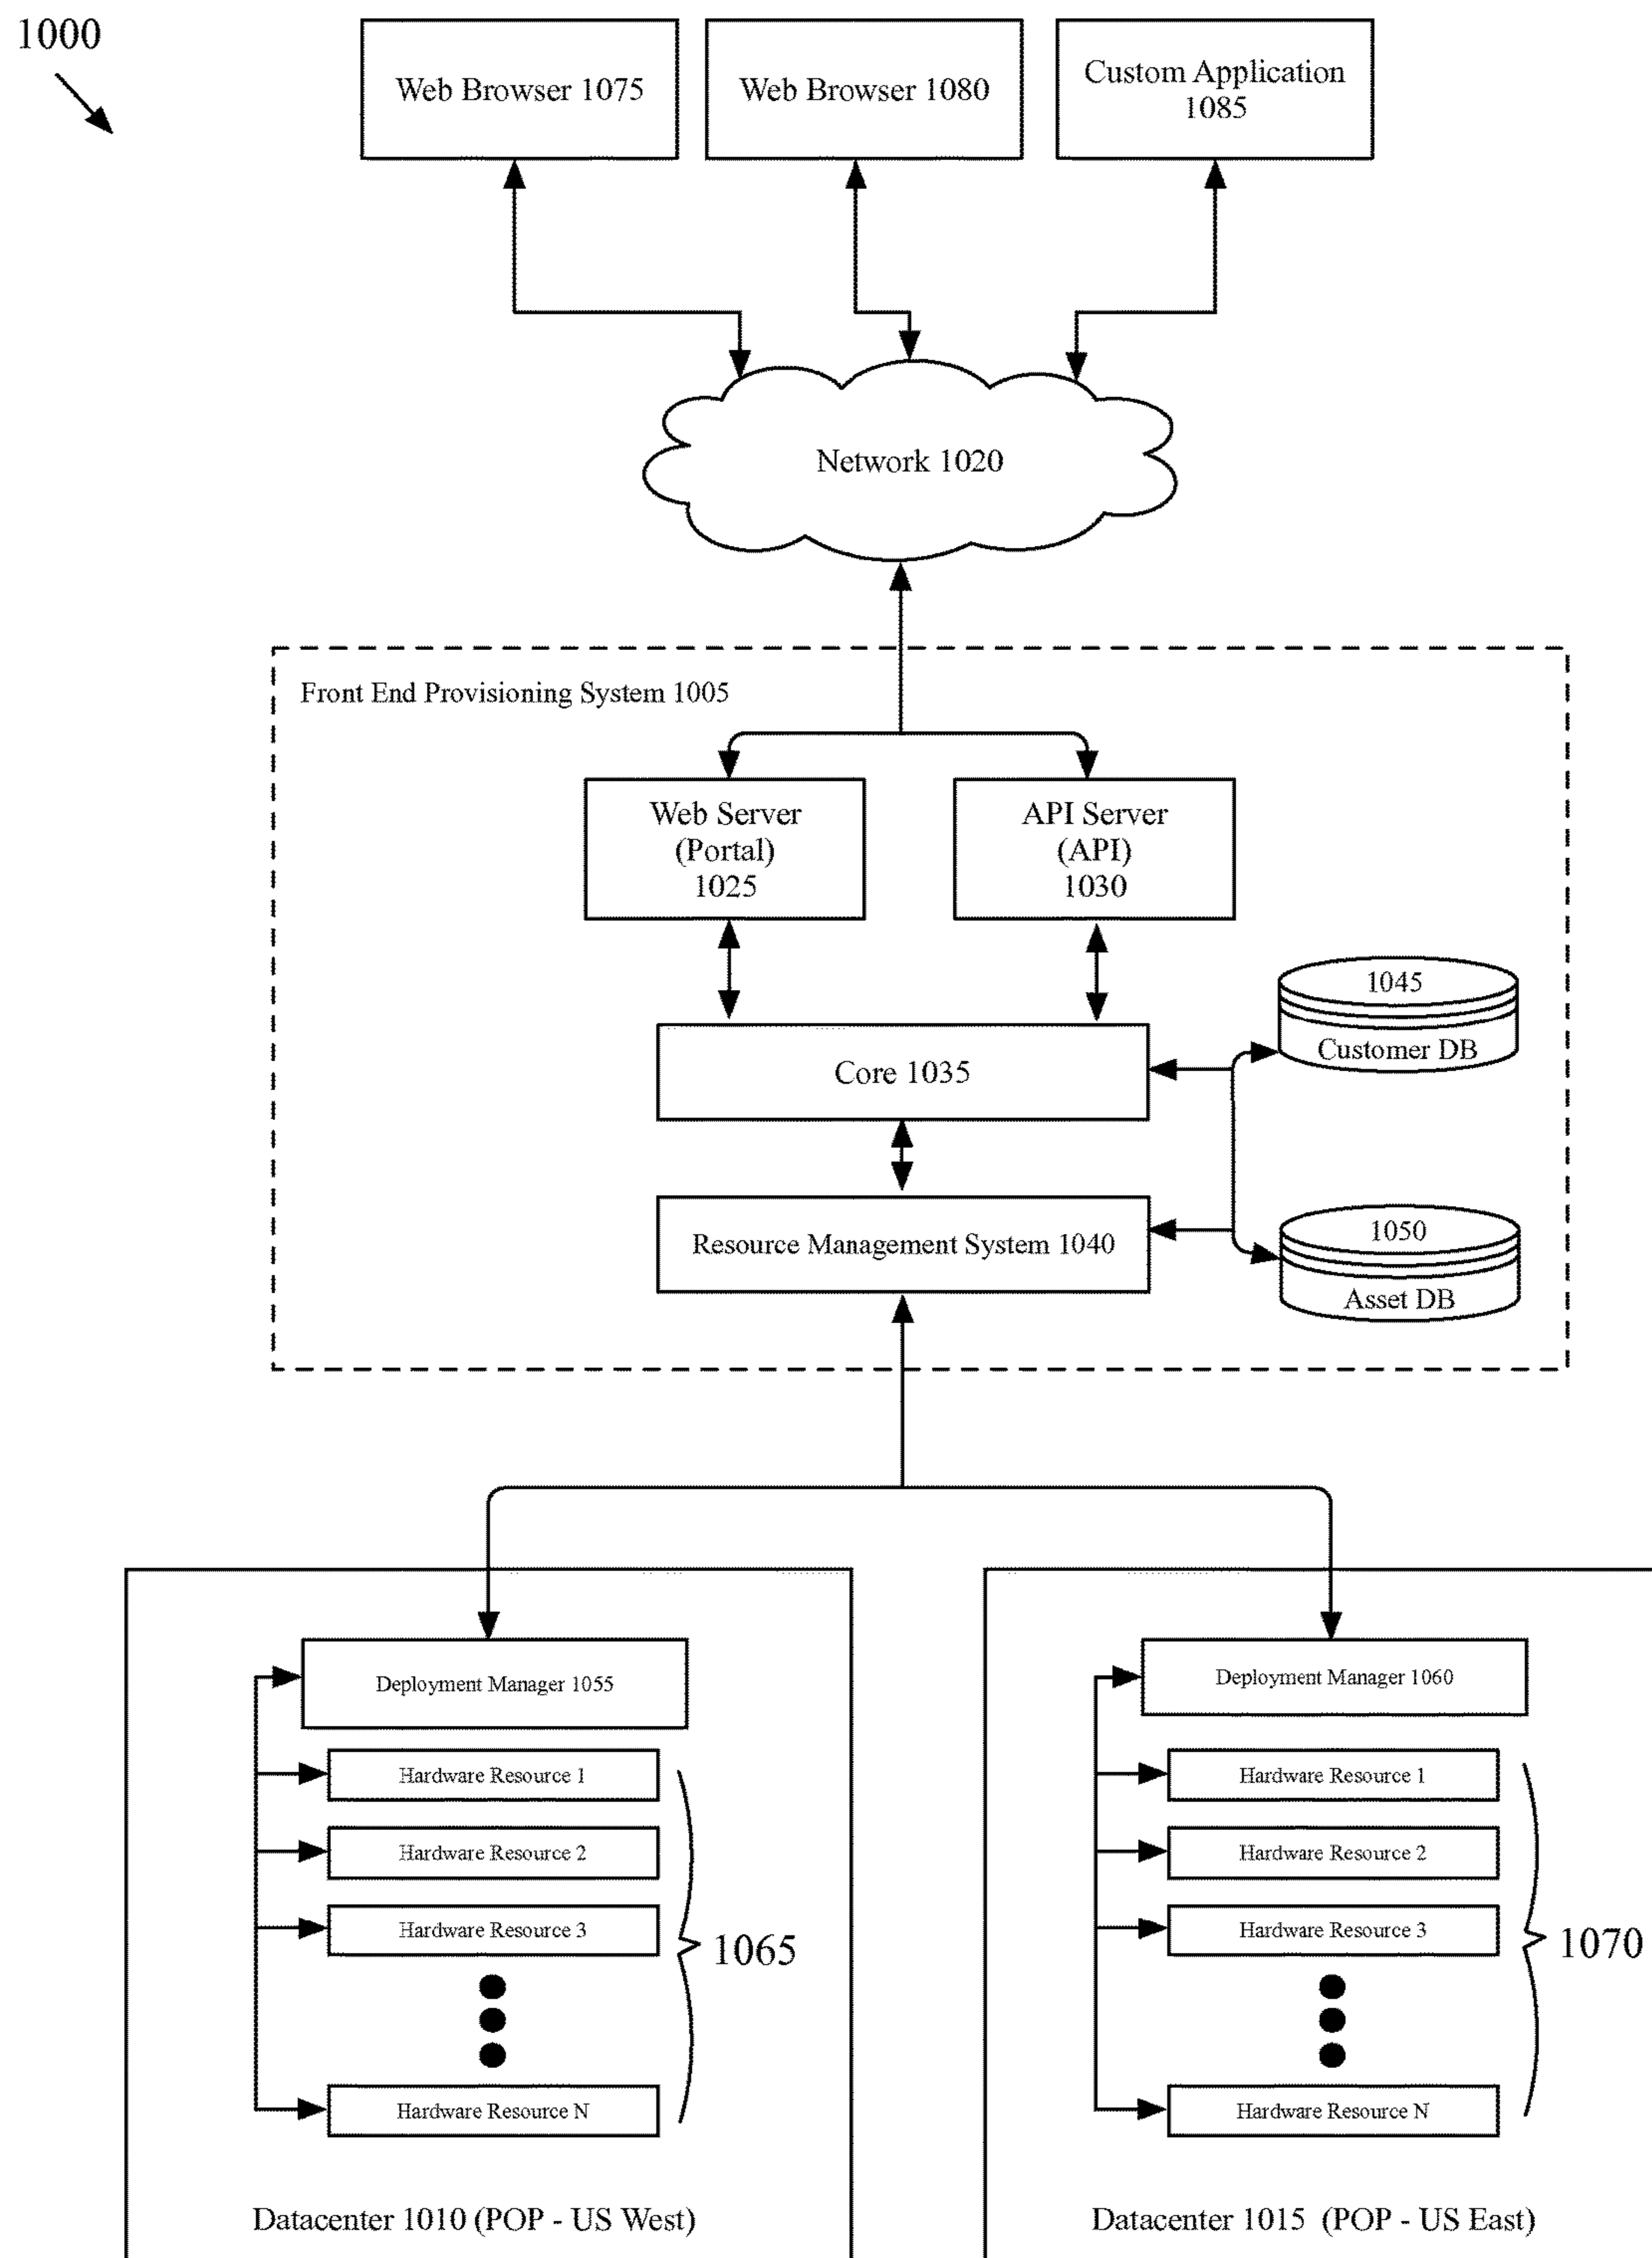 1000
Web Browser 1075
Web Browser 1080
Custom Application
1085
Network 1020
Front End Provisioning System 1005
Web Server
(Portal)
1025
API Server
(API)
1030
1045
Customer DB
Core 1035
Resource Management System 1040
1050
Asset DB
Deployment Manager 1055
Hardware Resource 1
Hardware Resource 2
Hardware Resource 3
Hardware Resource N
1065
Datacenter 1010 (POP - US West)
Deployment Manager 1060
Hardware Resource 1
Hardware Resource 2
Hardware Resource 3
Hardware Resource N
1070
Datacenter 1015 (POP - US East)